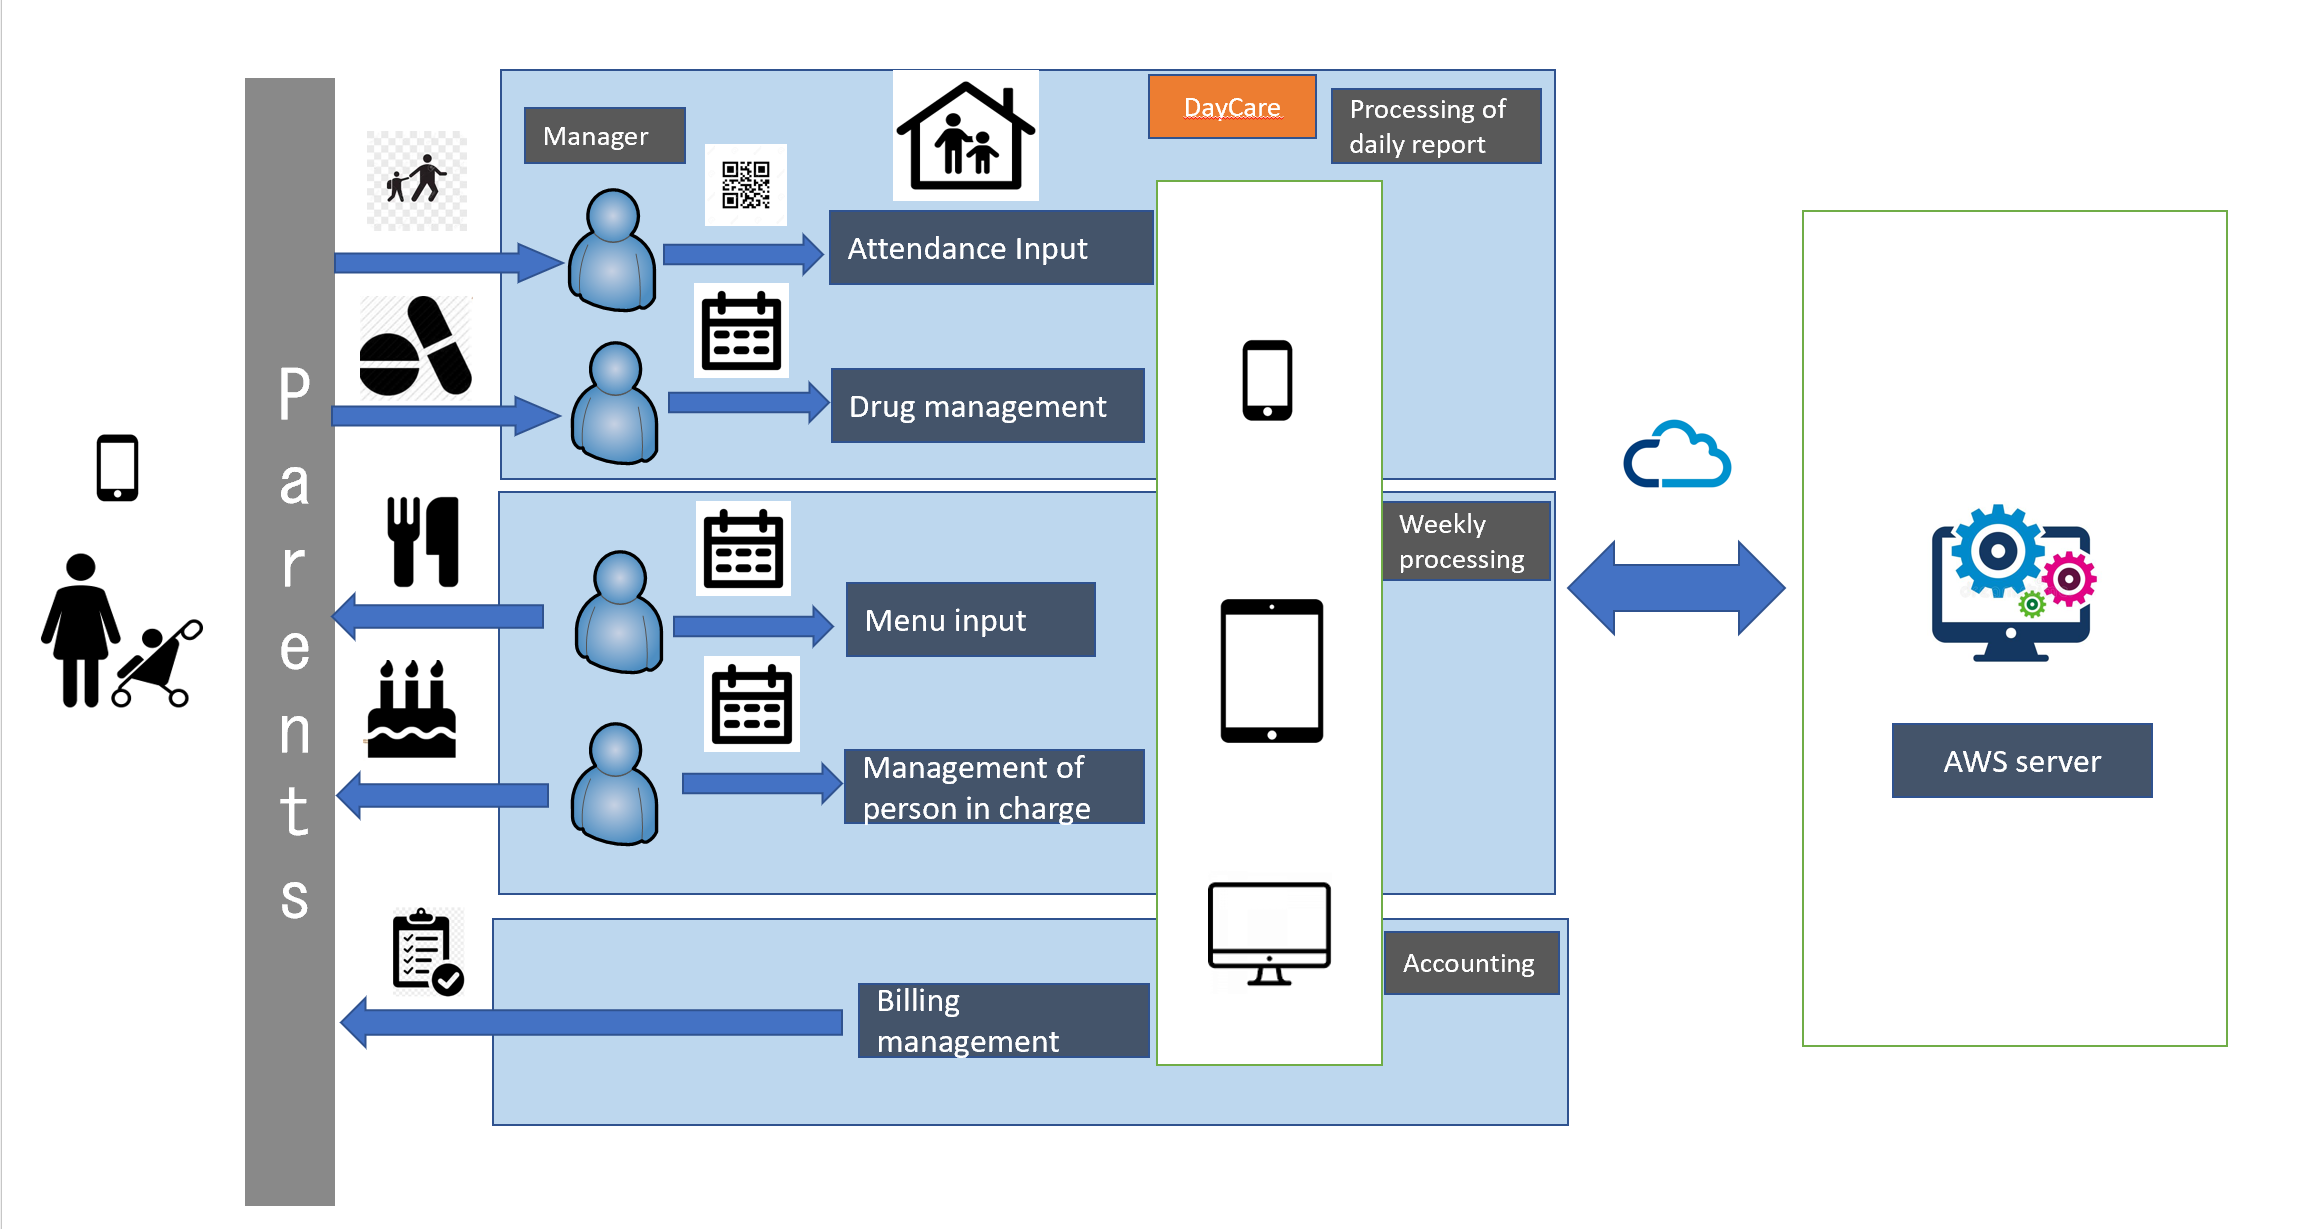 Parents
Manager
DayCare
Processing of
daily report
Attendance Input
Drug management
Weekly
processing
Menu input
Management of
person in charge
AWS server
Accounting
Billing
management